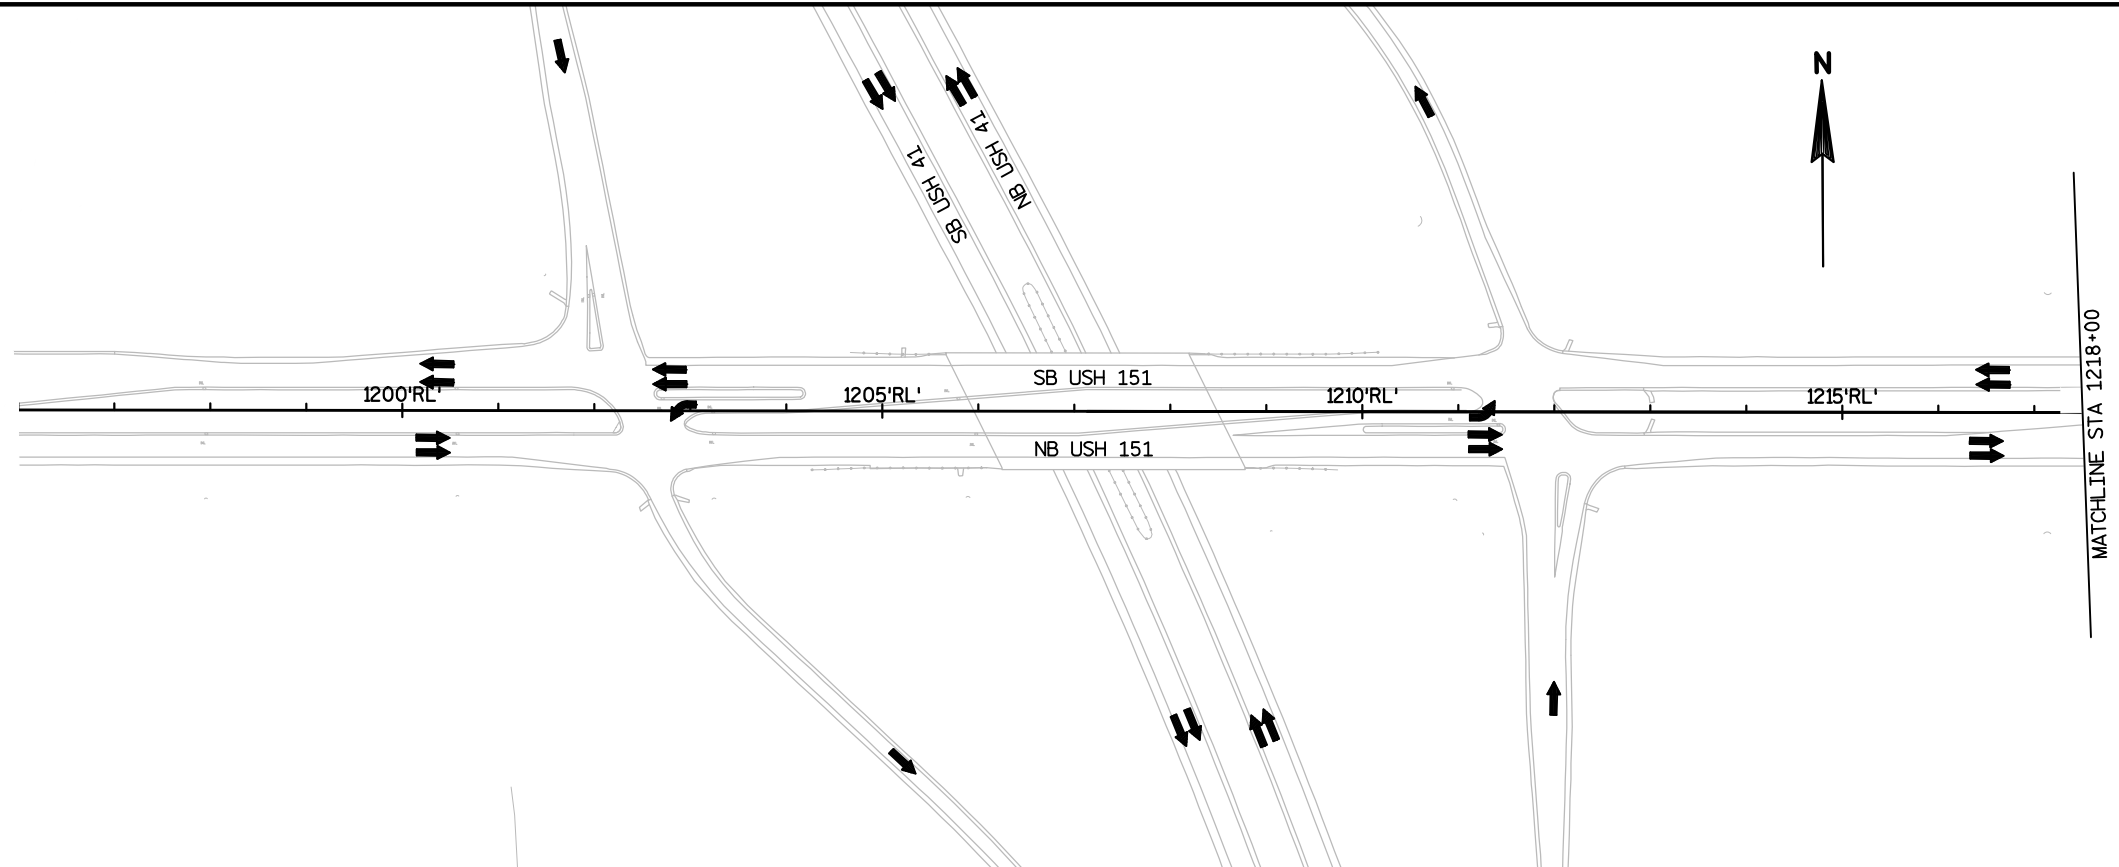 N
SB USH 41
NB USH 41
SB USH 151
1200'RL'
1205'RL'
1210'RL'
1215'RL'
NB USH 151
MATCHLINE STA 1218+00